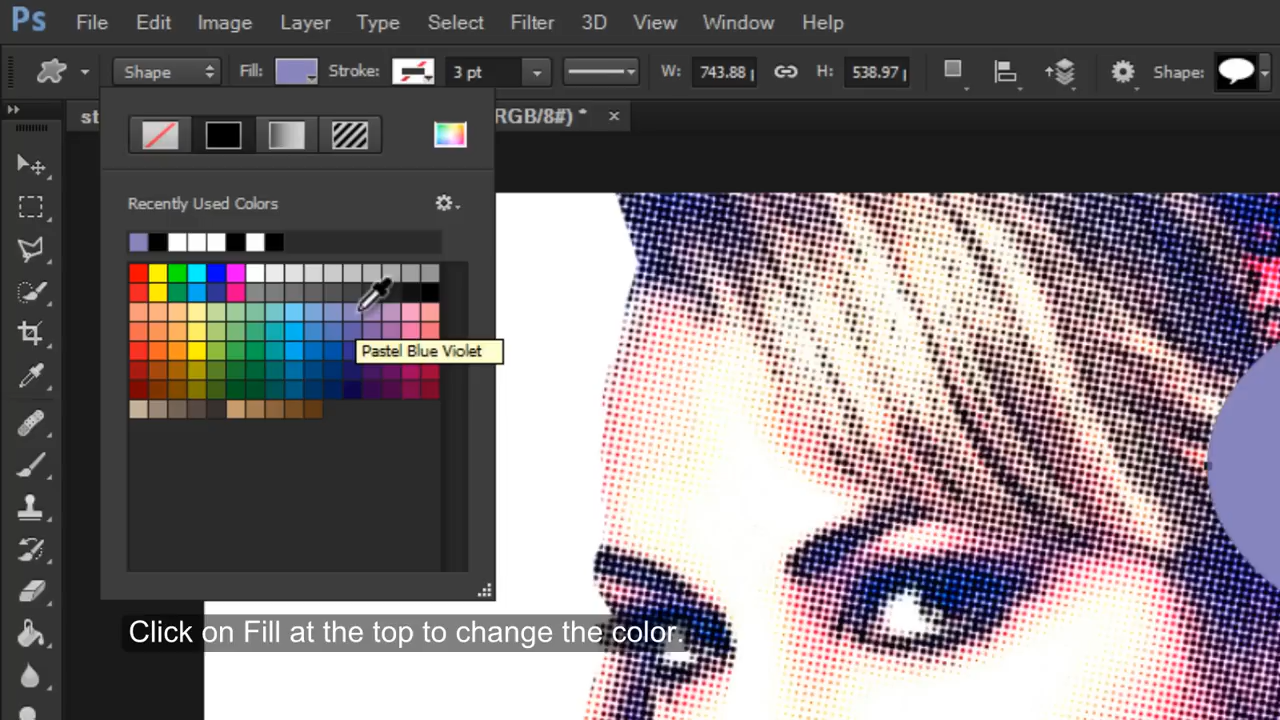 Ps File Edit Image Layer Type Select Filter 3D View Window Help
Shape Fill: Stroke: 3 pt W: 743.88 H: 538.97 Shape:
RGB/8#) * ×
Recently Used Colors
Pastel Blue Violet
Click on Fill at the top to change the color.